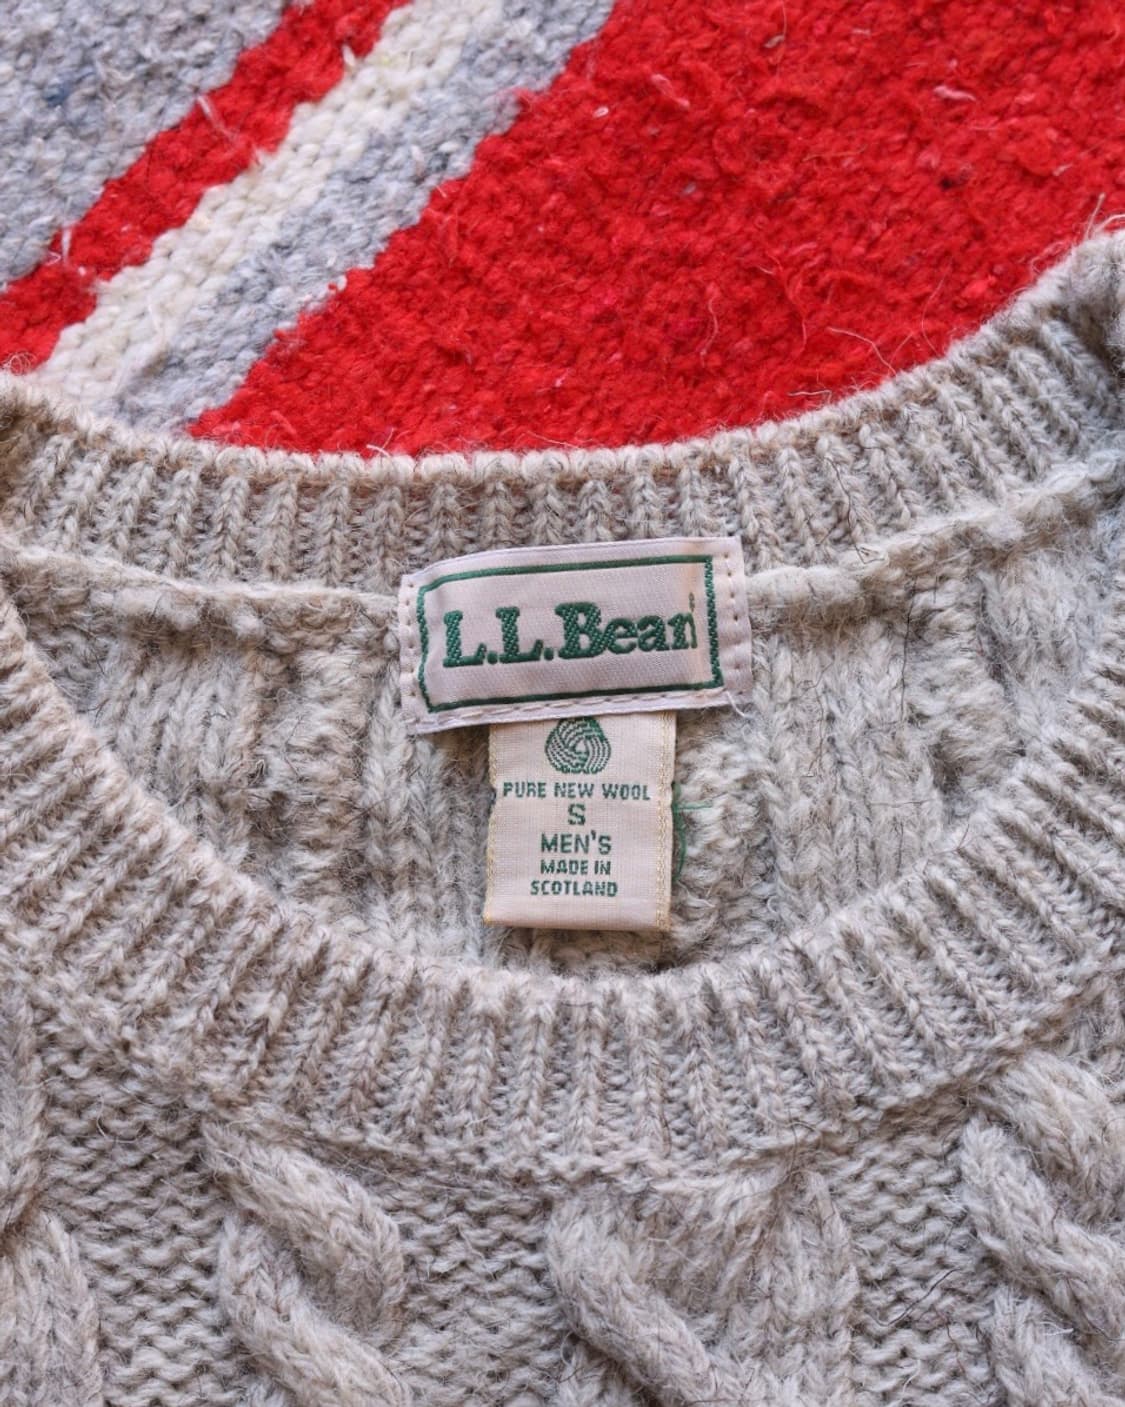 L.L.Bean
PURE NEW WOOL
S
MEN'S
MADE IN
SCOTLAND